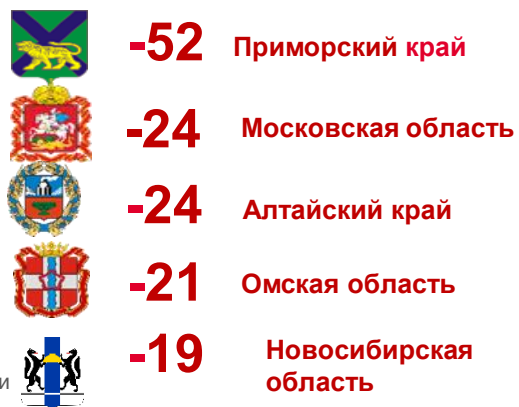 -52 Приморский край
-24 Московская область
-24 Алтайский край
-21 Омская область
-19 Новосибирская
область
и